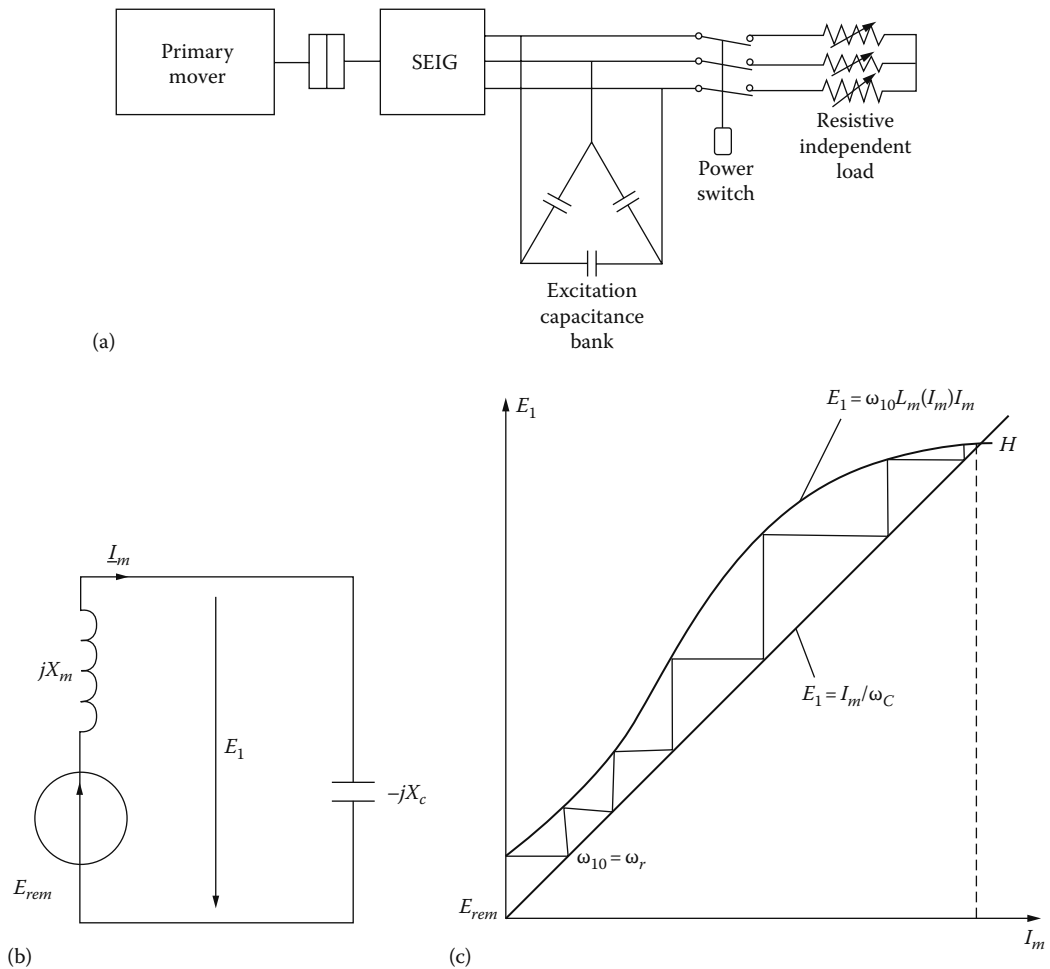 Primary
mover
SEIG
Resistive
independent
load
Power
switch
Excitation
capacitance
bank
(a)
I_m
jX_m
E_1
–jX_c
E_rem
(b)
E_1
E_1 = ω_10 L_m(I_m)I_m
H
E_1 = I_m/ω_C
ω_10 = ω_r
E_rem
I_m
(c)